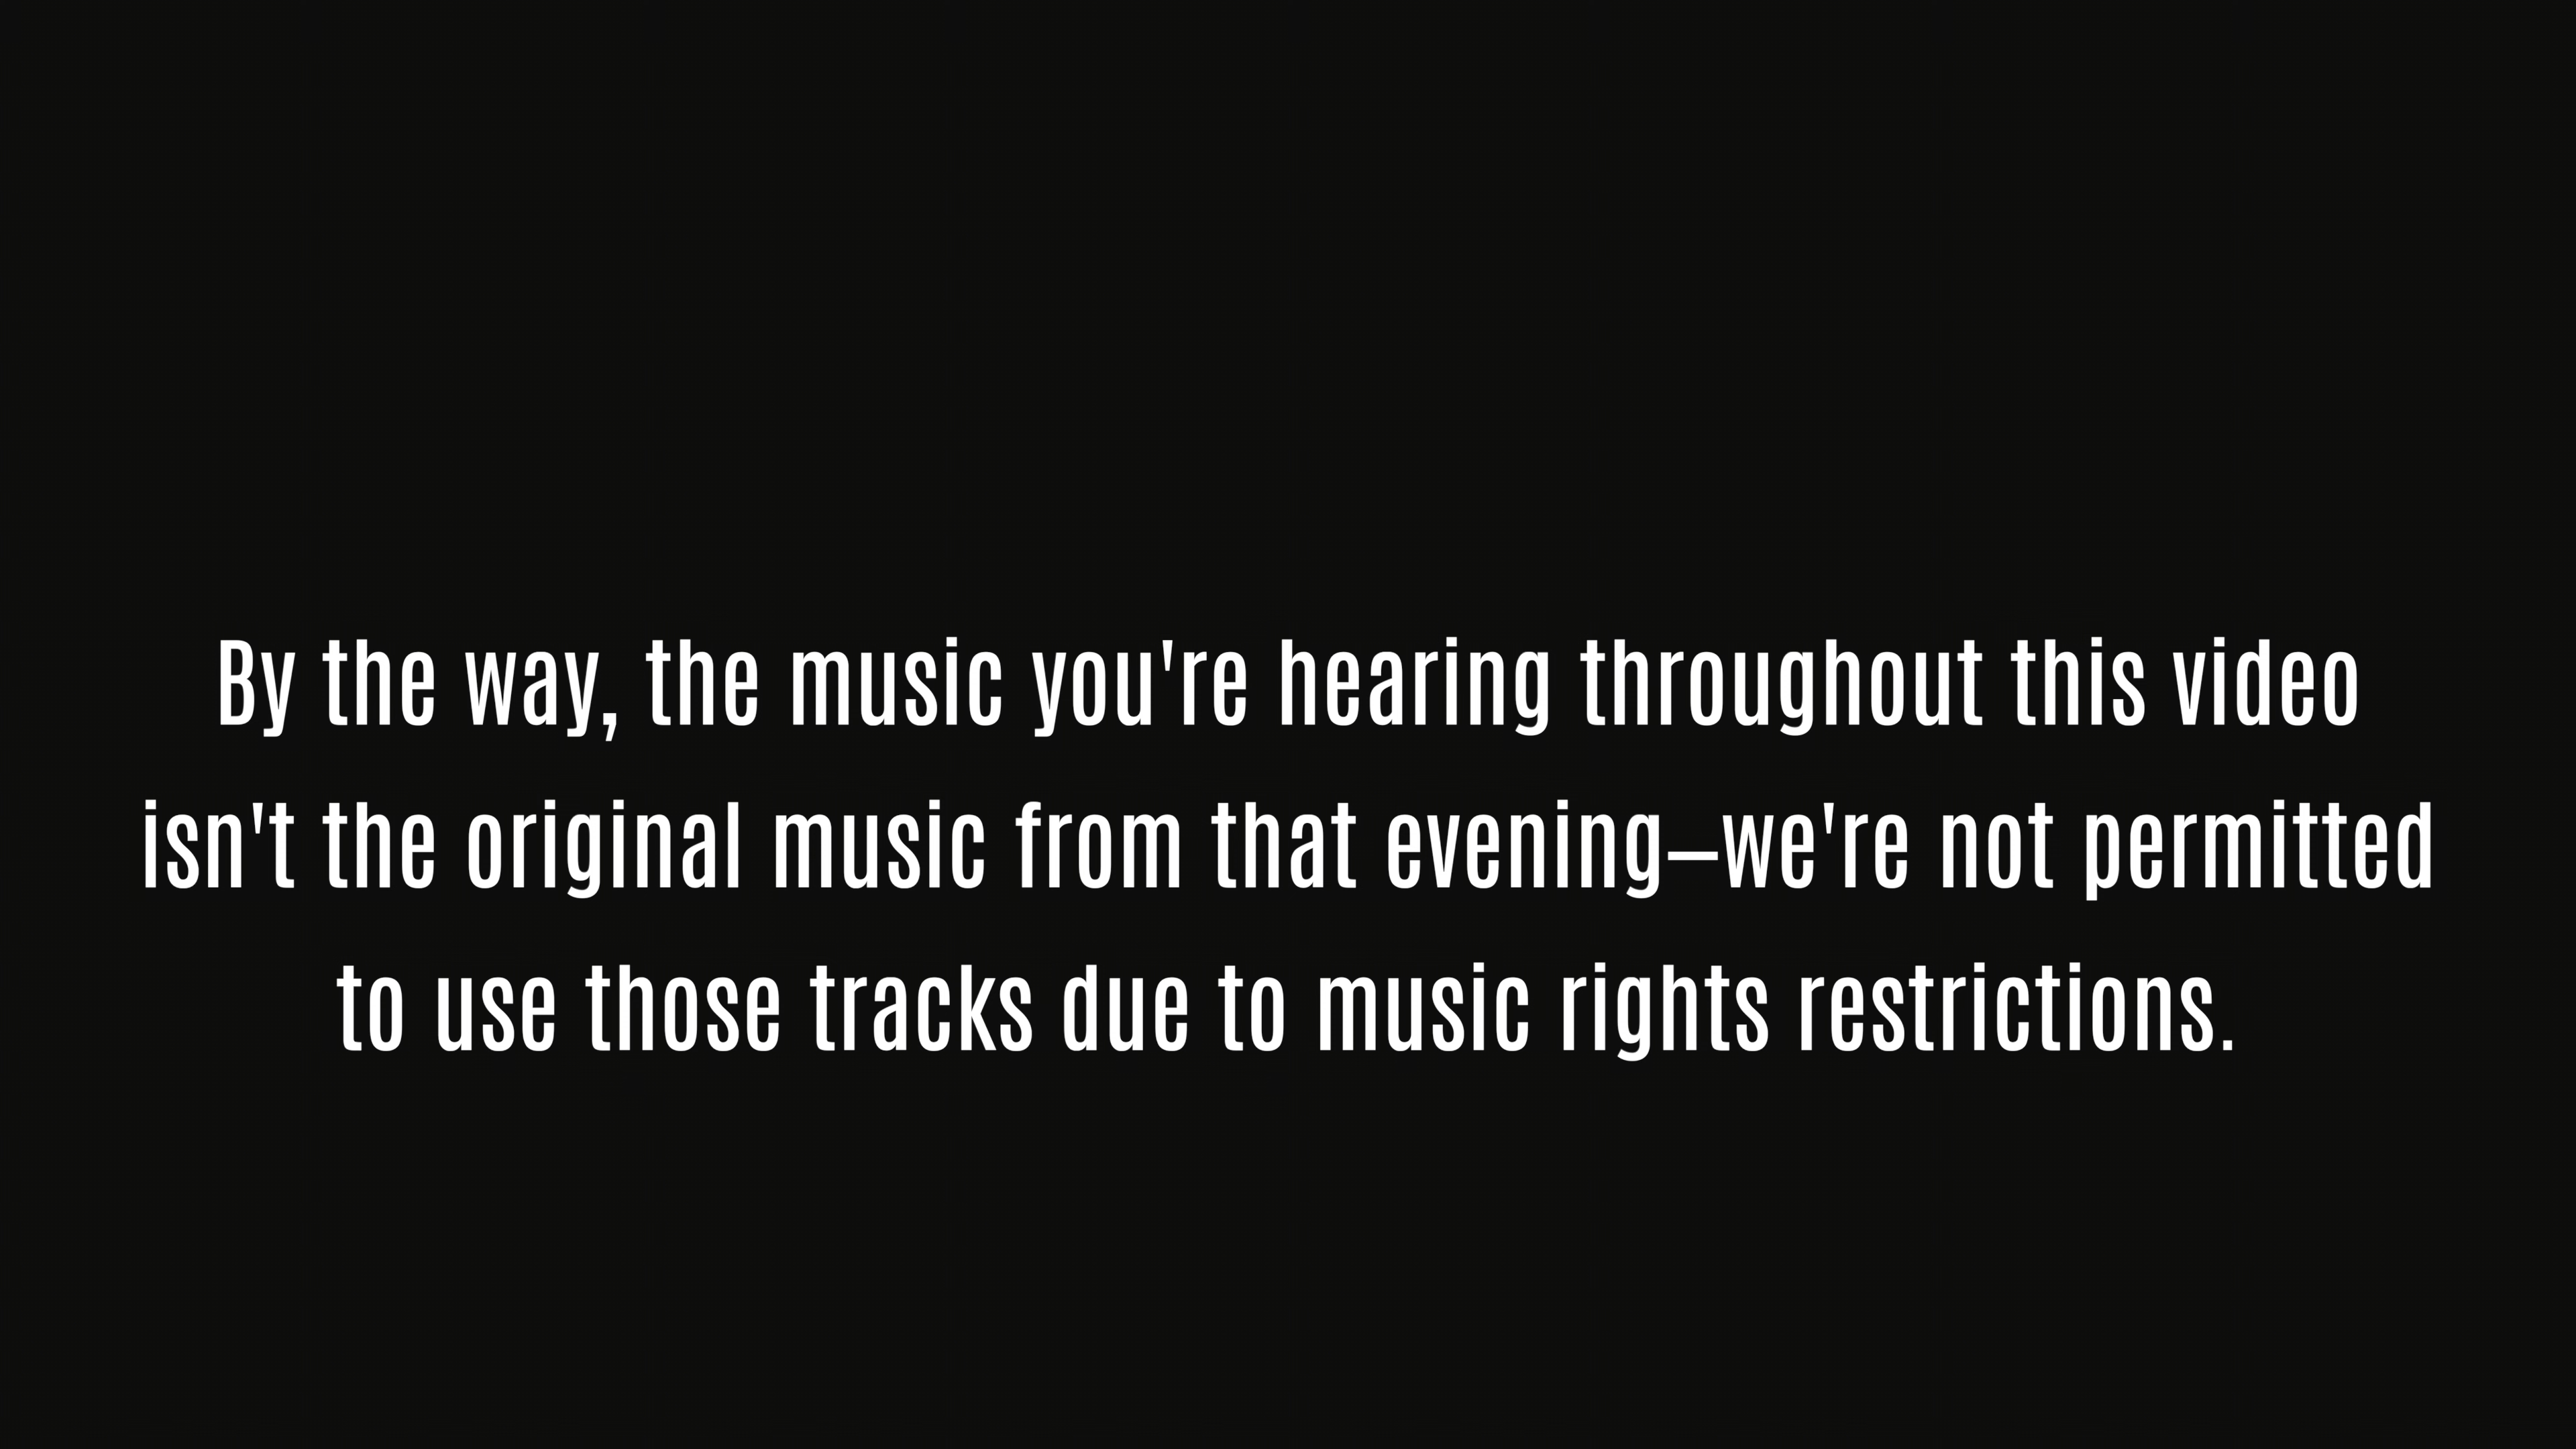 By the way, the music you're hearing throughout this video
isn't the original music from that evening—we're not permitted
to use those tracks due to music rights restrictions.